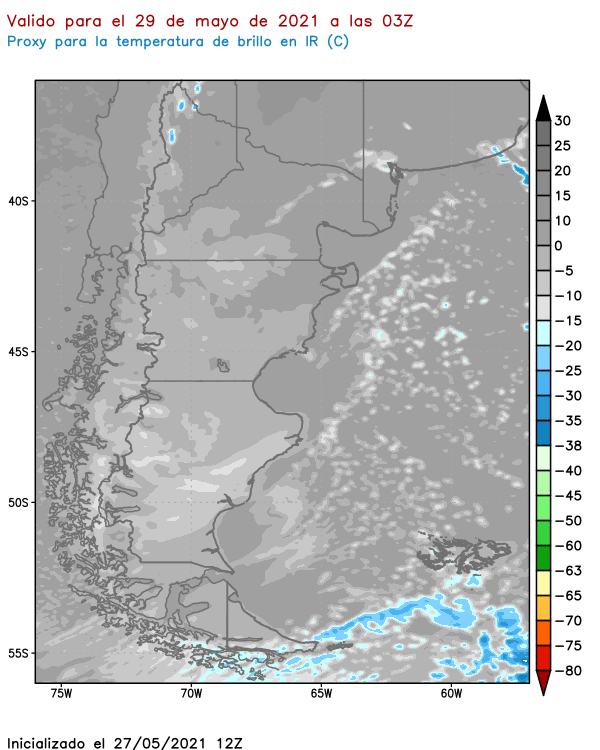 Valido para el 29 de mayo de 2021 a las 03Z
Proxy para la temperatura de brillo en IR (C)
40S
45S
50S
55S
75W
70W
65W
60W
30
25
20
15
10
0
−5
−10
−15
−20
−25
−30
−35
−38
−40
−45
−50
−60
−63
−65
−70
−75
−80
Inicializado el 27/05/2021 12Z